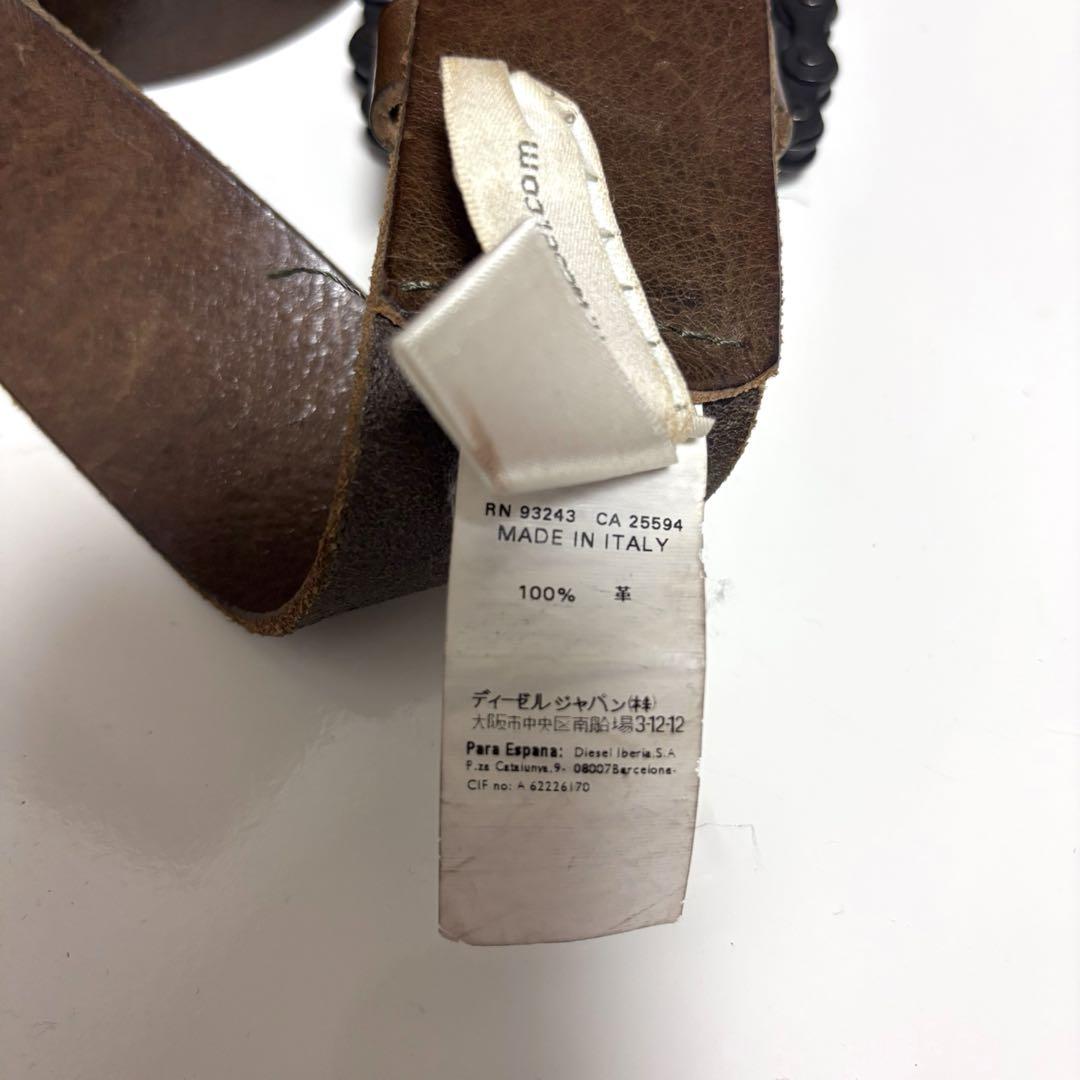 .com
RN 93243 CA 25594
MADE IN ITALY
100% 革
ディーゼルジャパン(株)
大阪市中央区南船場3-12-12
Para Espana: Diesel Iberia.S.A
P.za Catalunya.9- 08007Barcelona-
CIF no: A 62226170